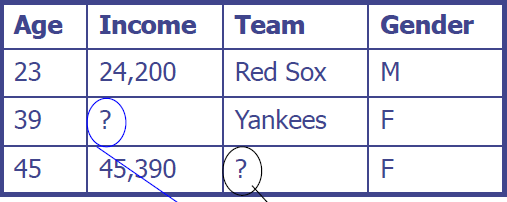 Age Income Team Gender
23 24,200 Red Sox M
39 ? Yankees F
45 45,390 ? F